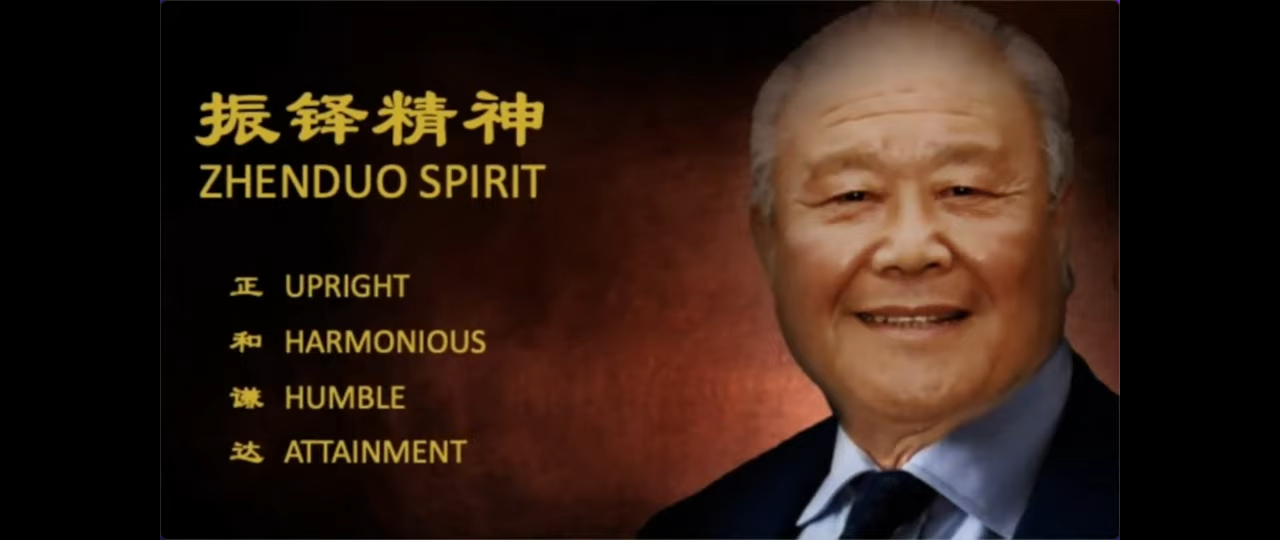 振铎精神
ZHENDUO SPIRIT
正 UPRIGHT
和 HARMONIOUS
谦 HUMBLE
达 ATTAINMENT